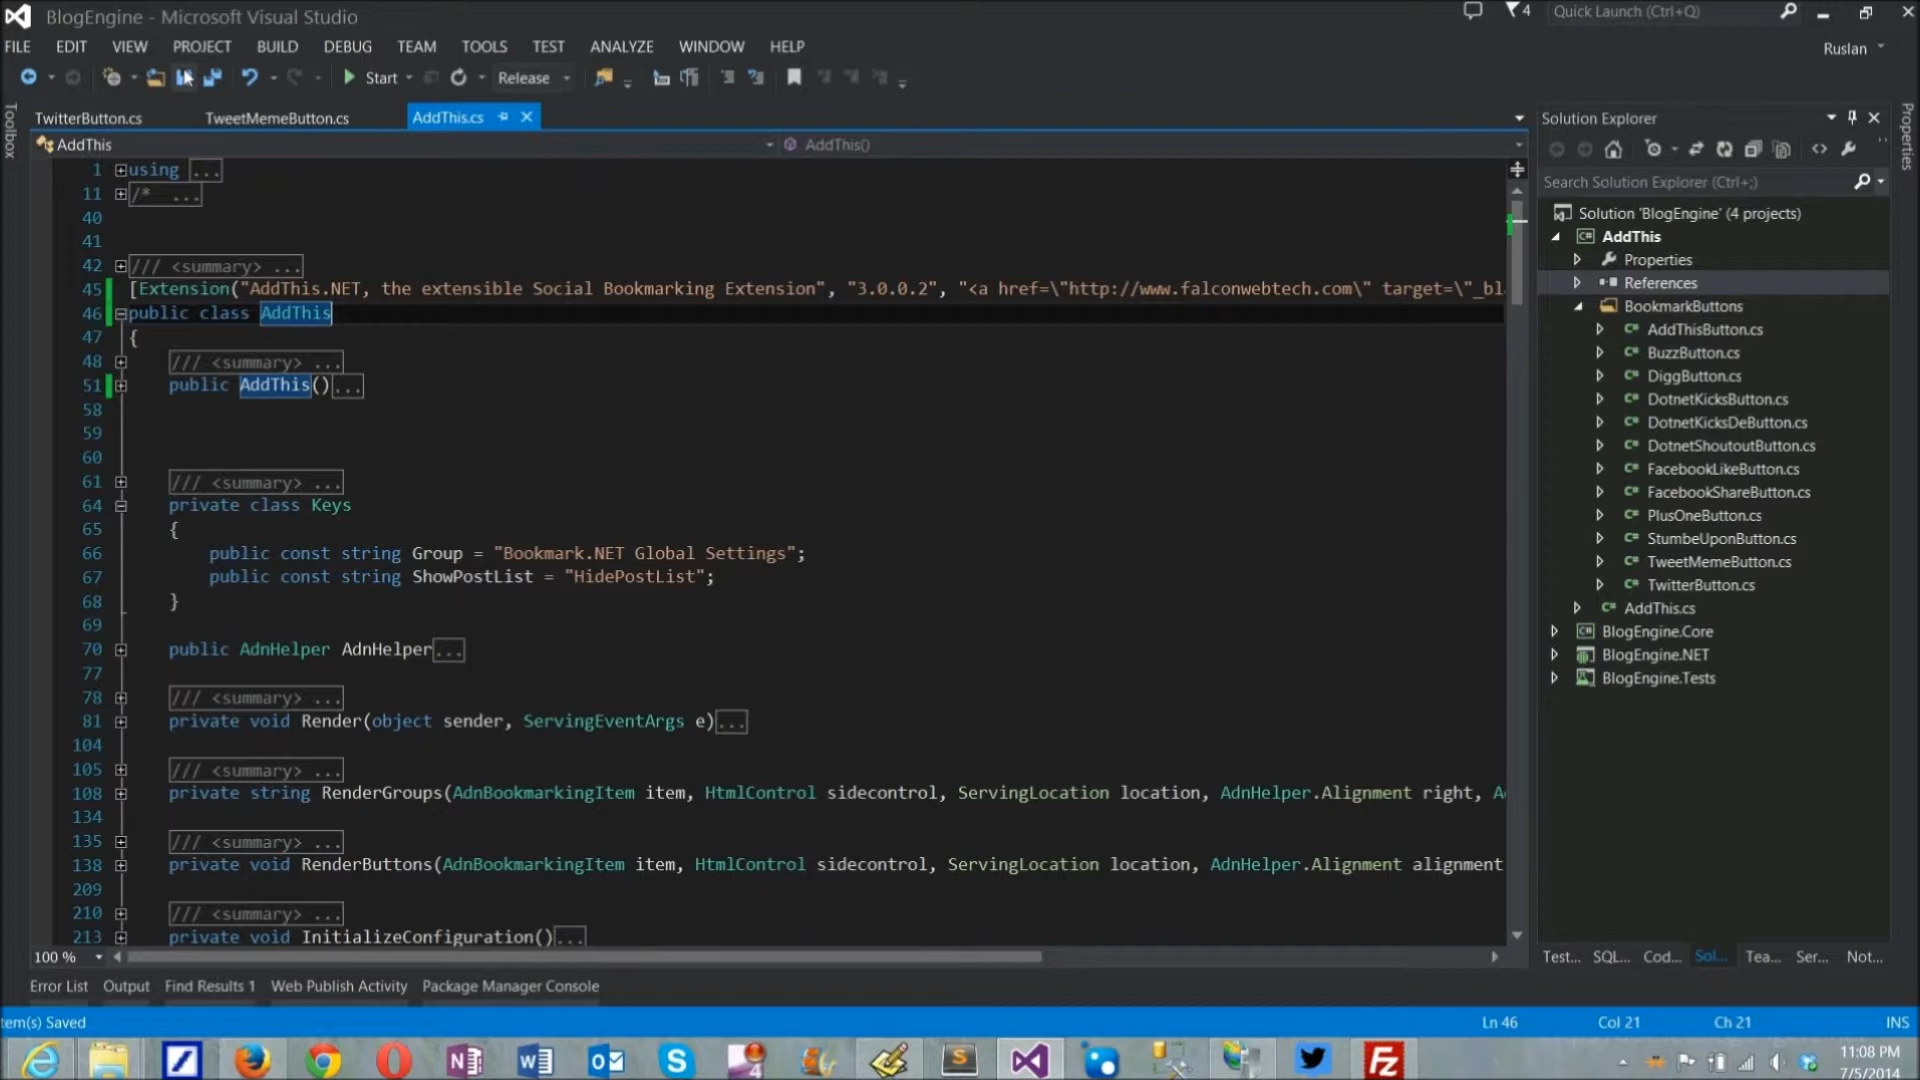 BlogEngine - Microsoft Visual Studio
4
Quick Launch (Ctrl+Q)
FILE EDIT VIEW PROJECT BUILD DEBUG TEAM TOOLS TEST ANALYZE WINDOW HELP
Ruslan
Start
Release
Toolbox
TwitterButton.cs TweetMemeButton.cs AddThis.cs
AddThis AddThis()
1 using ...
11 /* ...
40
41
42 /// <summary> ...
45 [Extension("AddThis.NET, the extensible Social Bookmarking Extension", "3.0.0.2", "<a href=\"http://www.falconwebtech.com\" target=\"_bl
46 public class AddThis
47 {
48 /// <summary> ...
51 public AddThis()...
58
59
60
61 /// <summary> ...
64 private class Keys
65 {
66 public const string Group = "Bookmark.NET Global Settings";
67 public const string ShowPostList = "HidePostList";
68 }
69
70 public AdnHelper AdnHelper...
77
78 /// <summary> ...
81 private void Render(object sender, ServingEventArgs e)...
104
105 /// <summary> ...
108 private string RenderGroups(AdnBookmarkingItem item, HtmlControl sidecontrol, ServingLocation location, AdnHelper.Alignment right, A
134
135 /// <summary> ...
138 private void RenderButtons(AdnBookmarkingItem item, HtmlControl sidecontrol, ServingLocation location, AdnHelper.Alignment alignment
209
210 /// <summary> ...
213 private void InitializeConfiguration()...
100 %
Solution Explorer
Search Solution Explorer (Ctrl+;)
Solution 'BlogEngine' (4 projects)
AddThis
Properties
References
BookmarkButtons
AddThisButton.cs
BuzzButton.cs
DiggButton.cs
DotnetKicksButton.cs
DotnetKicksDeButton.cs
DotnetShoutoutButton.cs
FacebookLikeButton.cs
FacebookShareButton.cs
PlusOneButton.cs
StumbeUponButton.cs
TweetMemeButton.cs
TwitterButton.cs
AddThis.cs
BlogEngine.Core
BlogEngine.NET
BlogEngine.Tests
Test... SQL... Cod... Sol... Tea... Ser... Not...
Properties
Error List Output Find Results 1 Web Publish Activity Package Manager Console
tem(s) Saved
Ln 46 Col 21 Ch 21 INS
11:08 PM
7/5/2014